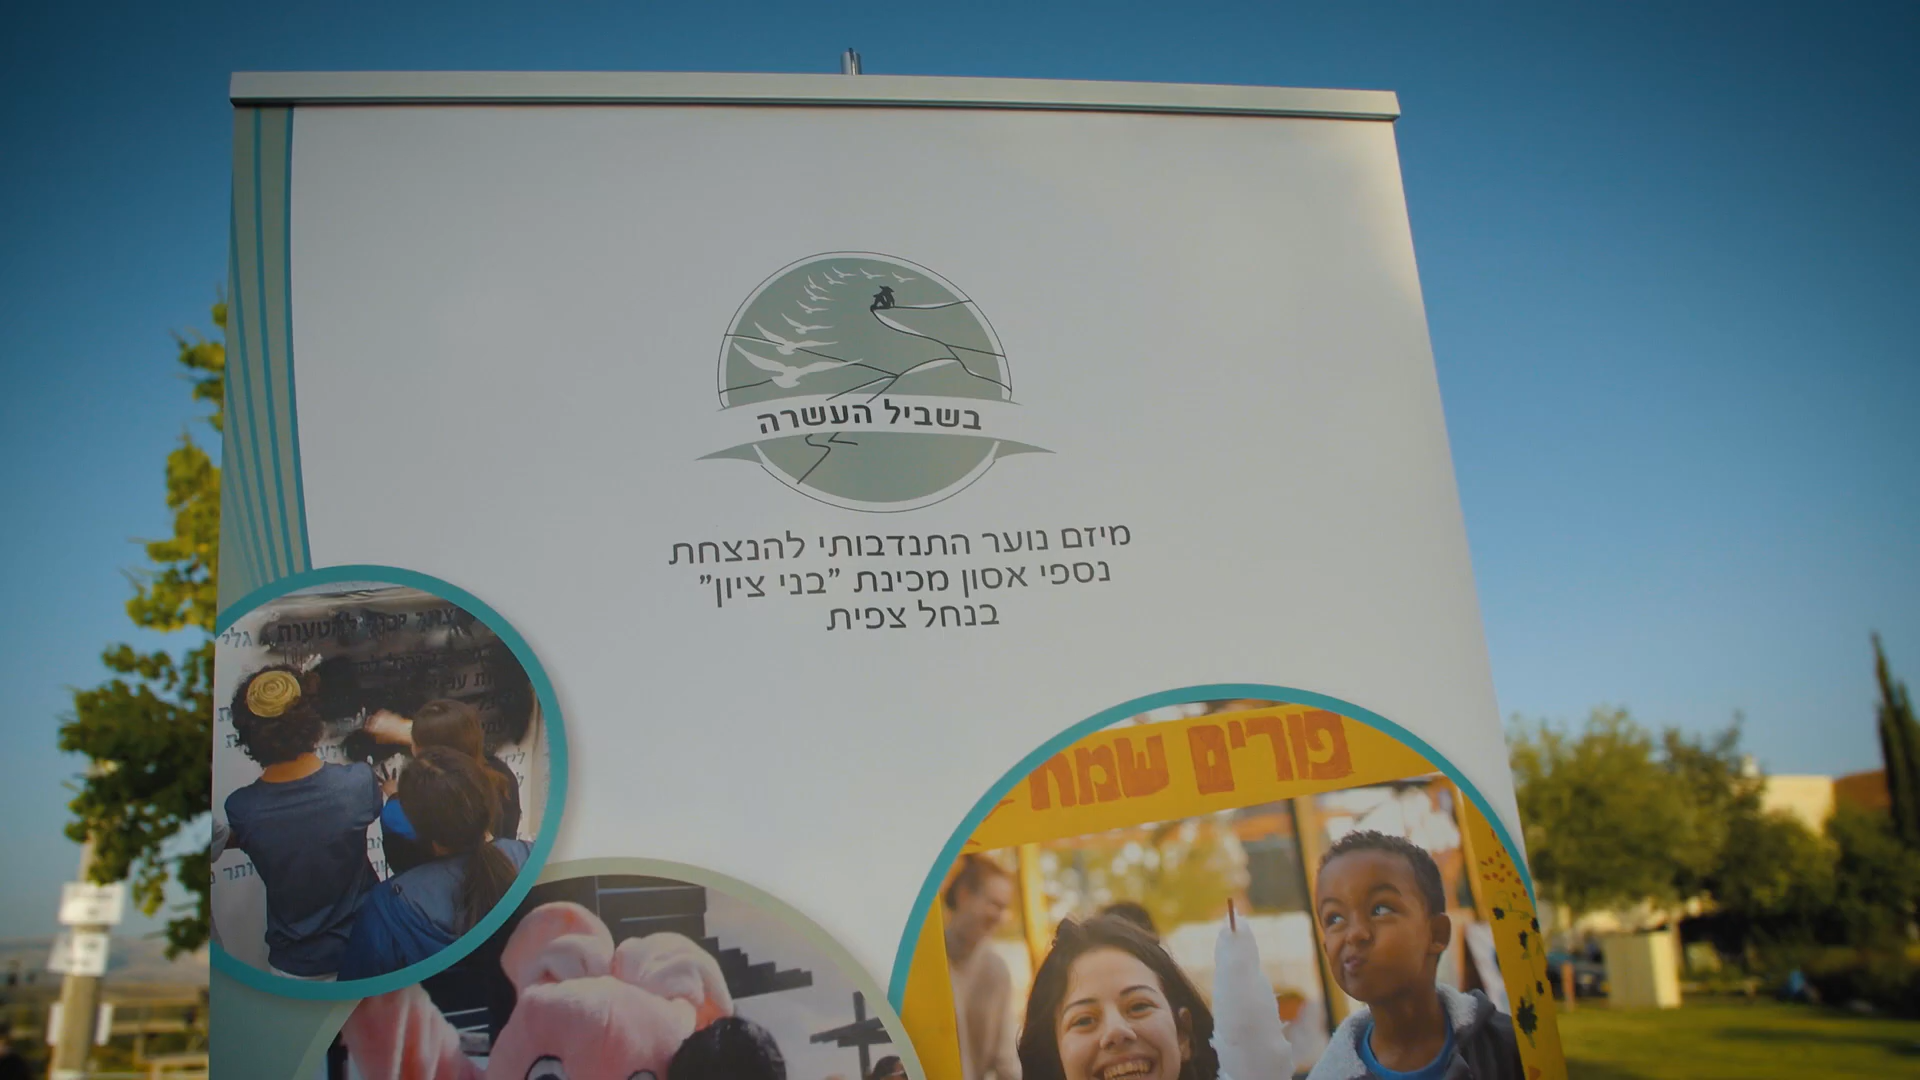 בשביל העשרה
מיזם נוער התנדבותי להנצחת
נספי אסון מכינת "בני ציון"
בנחל צפית
פורים שמח